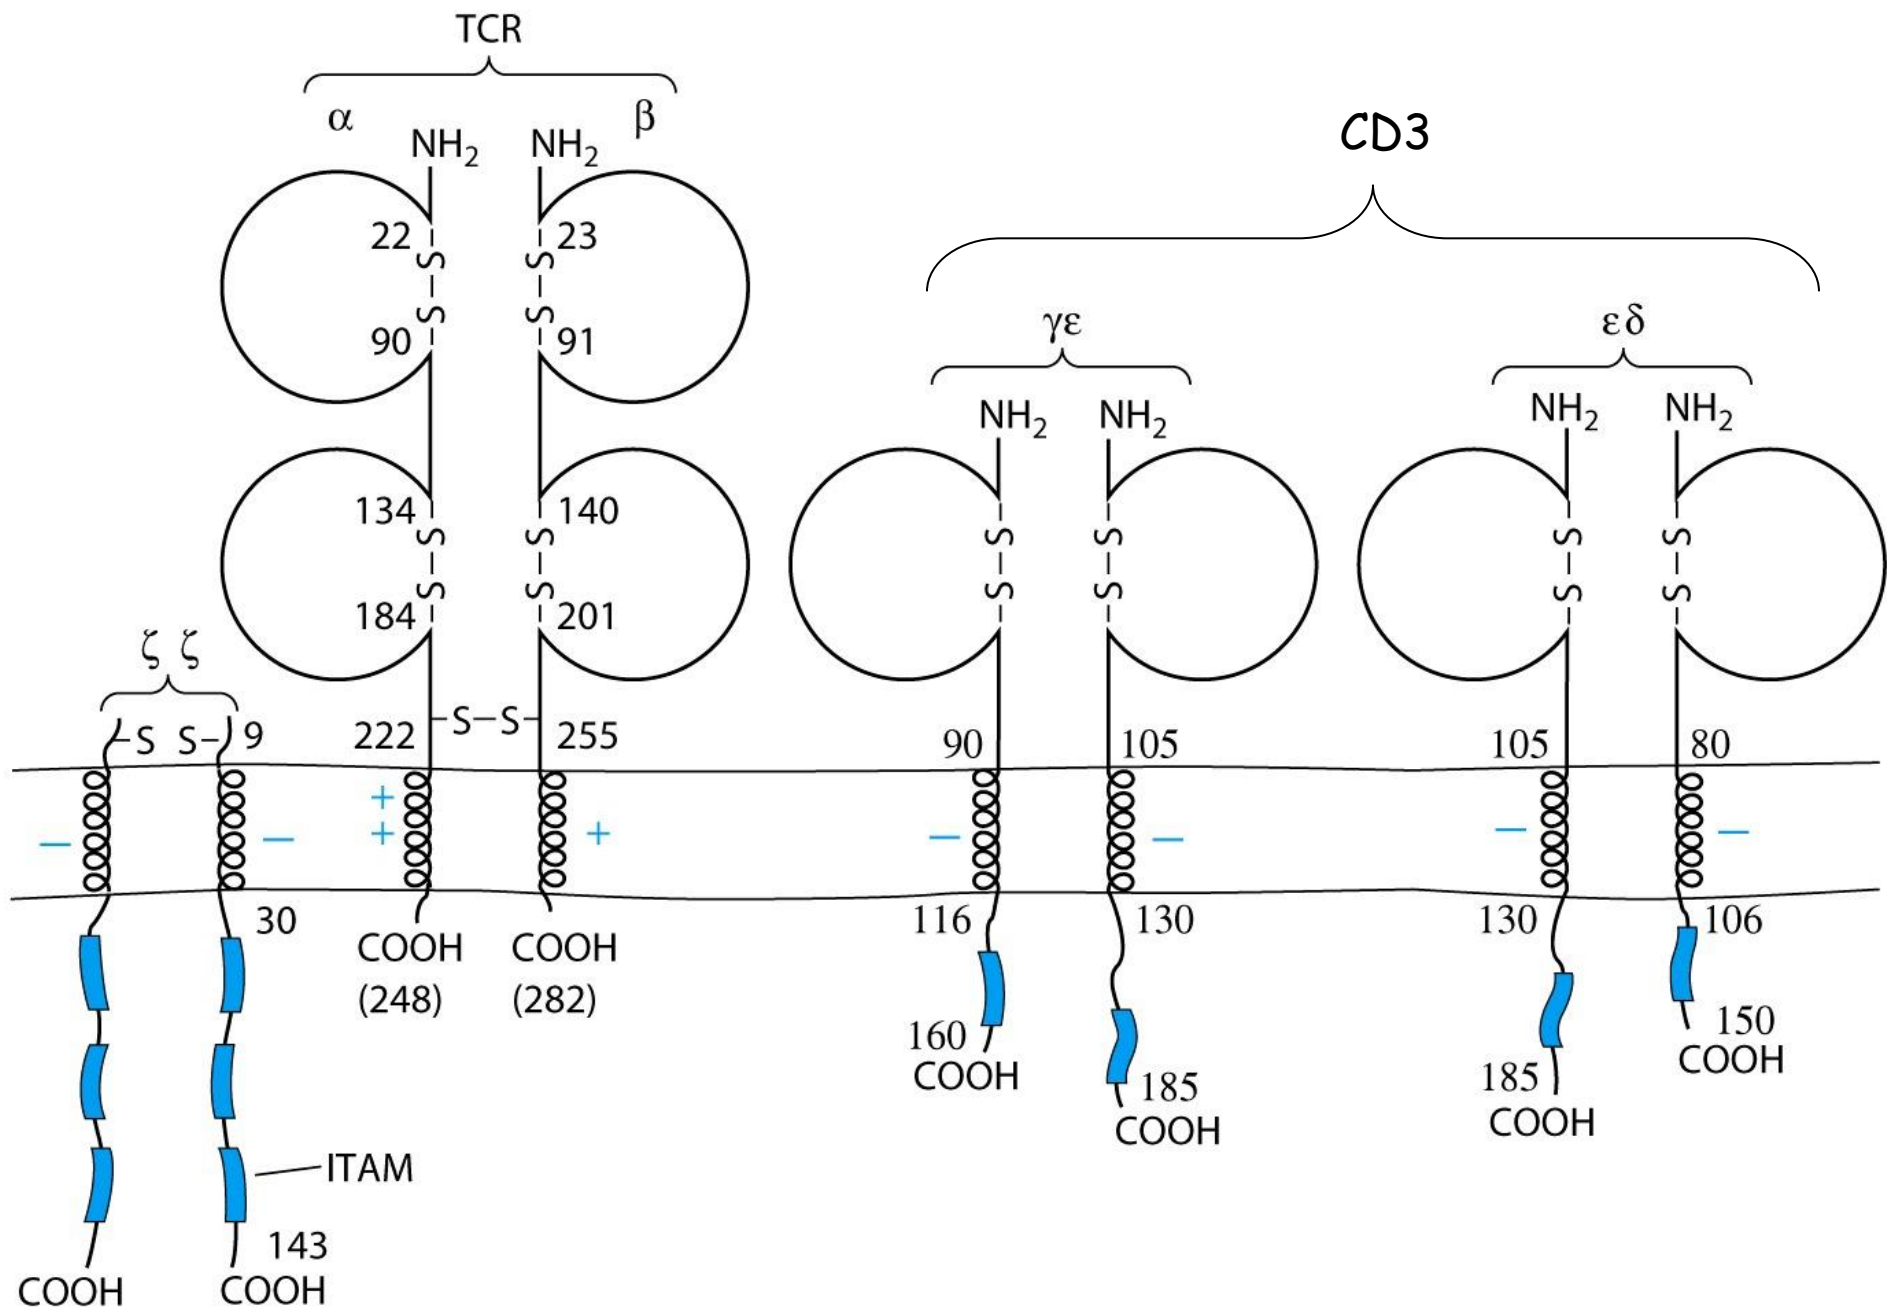 TCR
α β
NH2 NH2
CD3
22 23
S S
S S
90 91
γε εδ
NH2 NH2 NH2 NH2
134 140
S S S S S S
S S S S S S
184 201
ζ ζ
-S S- 9 222 -S-S- 255 90 105 105 80
+
− − + + − − − −
30 116 130 130 106
COOH COOH
(248) (282)
160 150
COOH COOH
185 185
COOH COOH
ITAM
143
COOH COOH